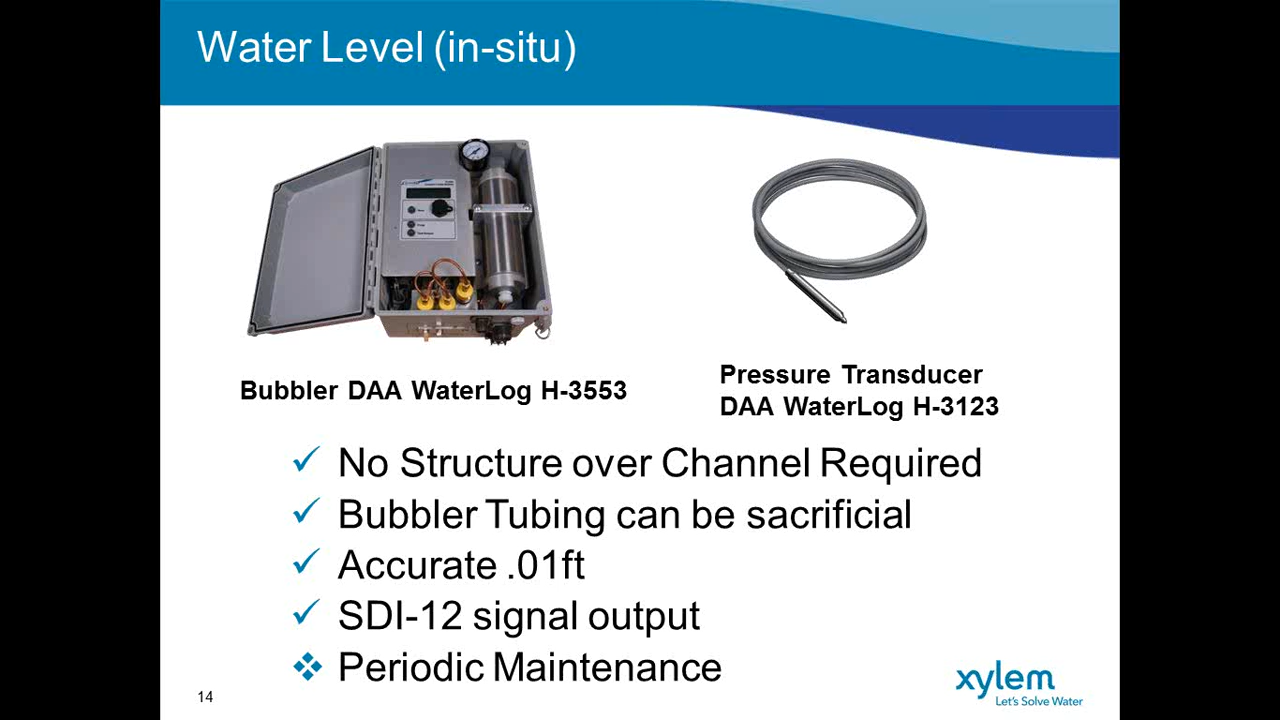 Water Level (in-situ)
Bubbler DAA WaterLog H-3553
Pressure Transducer
DAA WaterLog H-3123
No Structure over Channel Required
Bubbler Tubing can be sacrificial
Accurate .01ft
SDI-12 signal output
Periodic Maintenance
14
xylem
Let's Solve Water